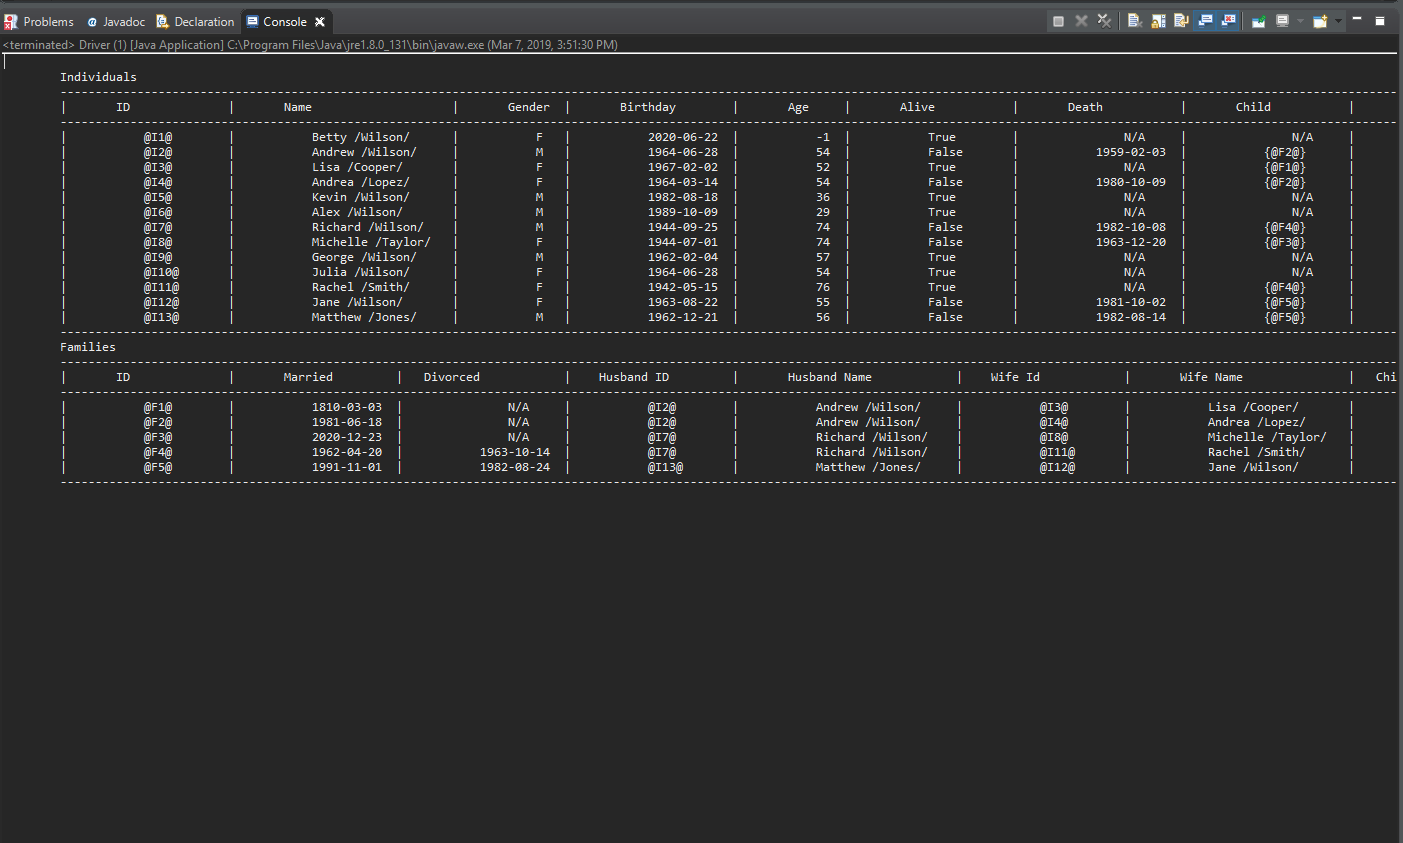 Problems Javadoc Declaration Console
<terminated> Driver (1) [Java Application] C:\Program Files\Java\jre1.8.0_131\bin\javaw.exe (Mar 7, 2019, 3:51:30 PM)
Individuals
| ID | Name | Gender | Birthday | Age | Alive | Death | Child |
| @I1@ | Betty /Wilson/ | F | 2020-06-22 | -1 | True | N/A | N/A |
| @I2@ | Andrew /Wilson/ | M | 1964-06-28 | 54 | False | 1959-02-03 | {@F2@} |
| @I3@ | Lisa /Cooper/ | F | 1967-02-02 | 52 | True | N/A | {@F1@} |
| @I4@ | Andrea /Lopez/ | F | 1964-03-14 | 54 | False | 1980-10-09 | {@F2@} |
| @I5@ | Kevin /Wilson/ | M | 1982-08-18 | 36 | True | N/A | N/A |
| @I6@ | Alex /Wilson/ | M | 1989-10-09 | 29 | True | N/A | N/A |
| @I7@ | Richard /Wilson/ | M | 1944-09-25 | 74 | False | 1982-10-08 | {@F4@} |
| @I8@ | Michelle /Taylor/ | F | 1944-07-01 | 74 | False | 1963-12-20 | {@F3@} |
| @I9@ | George /Wilson/ | M | 1962-02-04 | 57 | True | N/A | N/A |
| @I10@ | Julia /Wilson/ | F | 1964-06-28 | 54 | True | N/A | N/A |
| @I11@ | Rachel /Smith/ | F | 1942-05-15 | 76 | True | N/A | {@F4@} |
| @I12@ | Jane /Wilson/ | F | 1963-08-22 | 55 | False | 1981-10-02 | {@F5@} |
| @I13@ | Matthew /Jones/ | M | 1962-12-21 | 56 | False | 1982-08-14 | {@F5@} |
Families
| ID | Married | Divorced | Husband ID | Husband Name | Wife Id | Wife Name | Chi
| @F1@ | 1810-03-03 | N/A | @I2@ | Andrew /Wilson/ | @I3@ | Lisa /Cooper/ |
| @F2@ | 1981-06-18 | N/A | @I2@ | Andrew /Wilson/ | @I4@ | Andrea /Lopez/ |
| @F3@ | 2020-12-23 | N/A | @I7@ | Richard /Wilson/ | @I8@ | Michelle /Taylor/ |
| @F4@ | 1962-04-20 | 1963-10-14 | @I7@ | Richard /Wilson/ | @I11@ | Rachel /Smith/ |
| @F5@ | 1991-11-01 | 1982-08-24 | @I13@ | Matthew /Jones/ | @I12@ | Jane /Wilson/ |